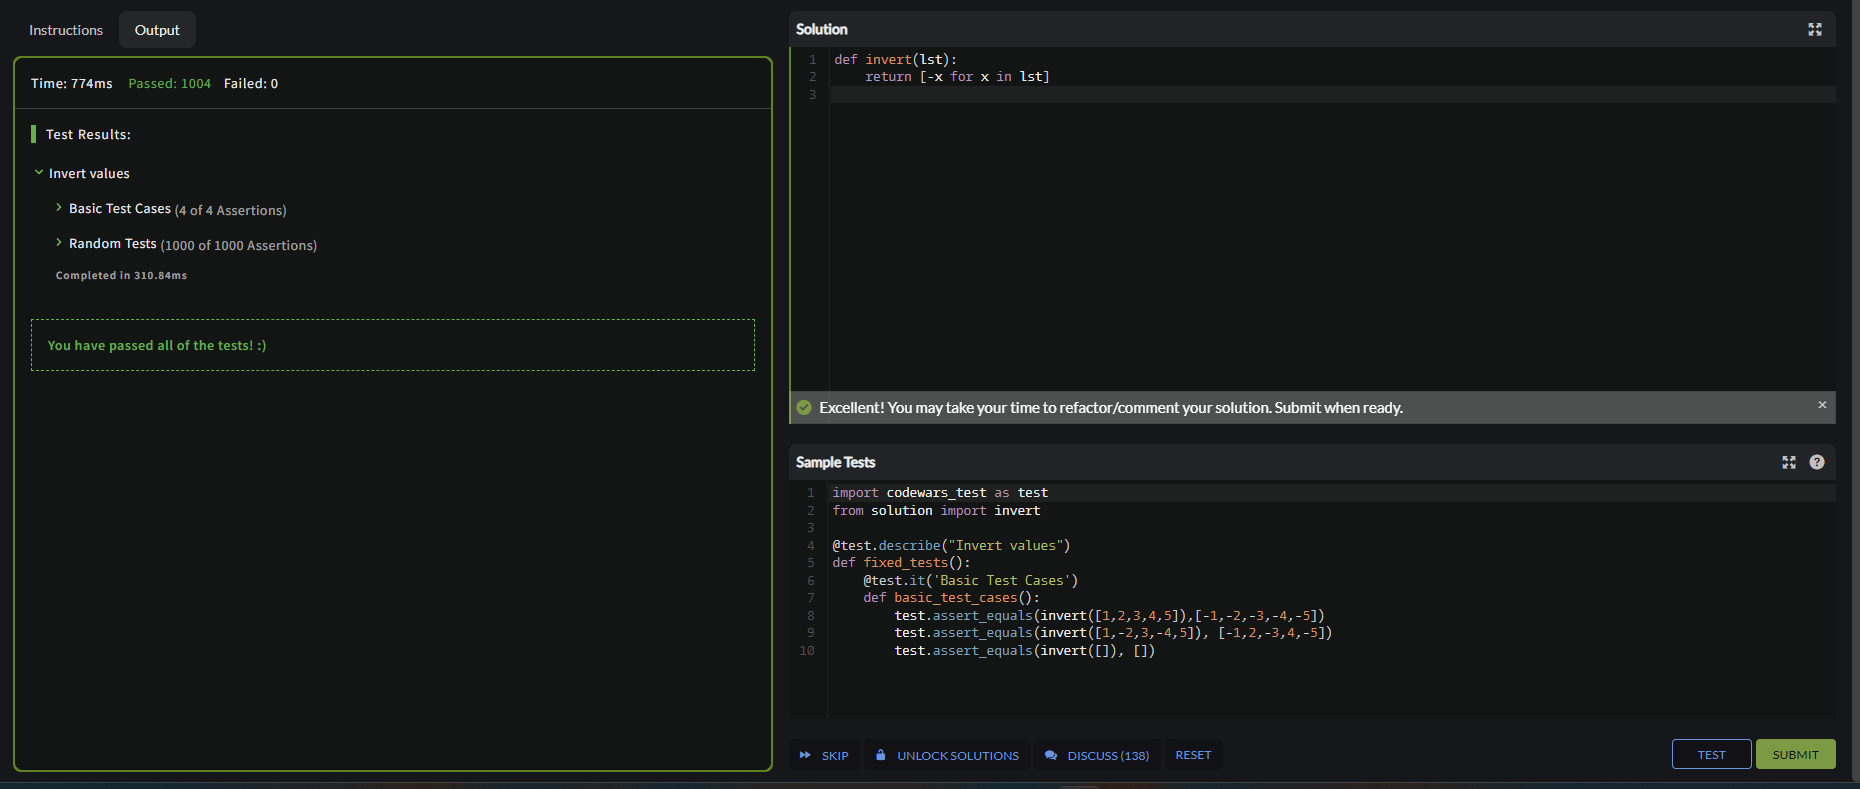 Instructions Output
Time: 774ms Passed: 1004 Failed: 0
Test Results:
Invert values
Basic Test Cases (4 of 4 Assertions)
Random Tests (1000 of 1000 Assertions)
Completed in 310.84ms
You have passed all of the tests! :)
Solution
1 def invert(lst):
2     return [-x for x in lst]
3
Excellent! You may take your time to refactor/comment your solution. Submit when ready. ×
Sample Tests ?
1 import codewars_test as test
2 from solution import invert
3
4 @test.describe("Invert values")
5 def fixed_tests():
6     @test.it('Basic Test Cases')
7     def basic_test_cases():
8         test.assert_equals(invert([1,2,3,4,5]),[-1,-2,-3,-4,-5])
9         test.assert_equals(invert([1,-2,3,-4,5]), [-1,2,-3,4,-5])
10         test.assert_equals(invert([]), [])
SKIP UNLOCK SOLUTIONS DISCUSS (138) RESET TEST SUBMIT